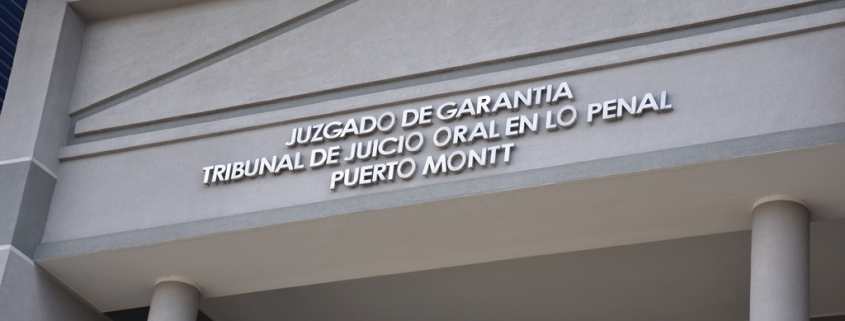 JUZGADO DE GARANTIA
TRIBUNAL DE JUICIO ORAL EN LO PENAL
PUERTO MONTT